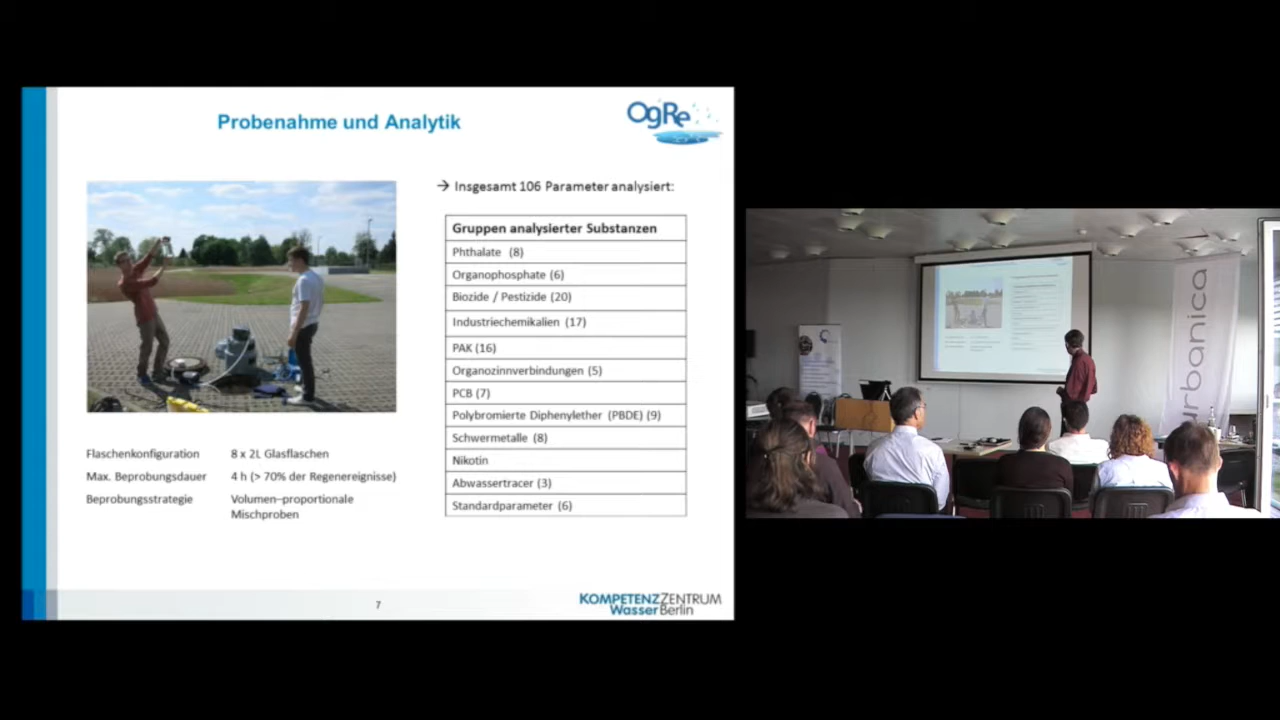 Probenahme und Analytik
OgRe
→ Insgesamt 106 Parameter analysiert:
Gruppen analysierter Substanzen
Phthalate (8)
Organophosphate (6)
Biozide / Pestizide (20)
Industriechemikalien (17)
PAK (16)
Organozinnverbindungen (5)
PCB (7)
Polybromierte Diphenylether (PBDE) (9)
Schwermetalle (8)
Nikotin
Abwassertracer (3)
Standardparameter (6)
Flaschenkonfiguration 8 x 2L Glasflaschen
Max. Beprobungsdauer 4 h (> 70% der Regenereignisse)
Beprobungsstrategie Volumen–proportionale
Mischproben
7
KOMPETENZZENTRUM
WasserBerlin
urbanica